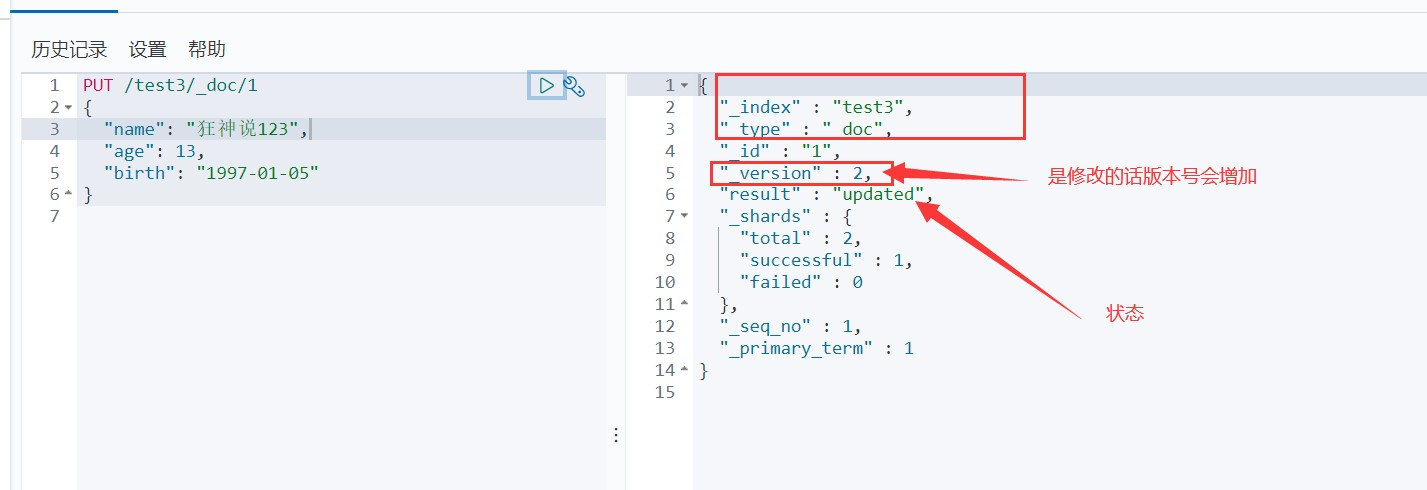 历史记录 设置 帮助
1 PUT /test3/_doc/1
2 {
3 "name": "狂神说123",
4 "age": 13,
5 "birth": "1997-01-05"
6 }
7
1 {
2 "_index" : "test3",
3 "_type" : "_doc",
4 "_id" : "1",
5 "_version" : 2,
是修改的话版本号会增加
6 "result" : "updated",
7 "_shards" : {
8 "total" : 2,
9 "successful" : 1,
10 "failed" : 0
11 },
状态
12 "_seq_no" : 1,
13 "_primary_term" : 1
14 }
15